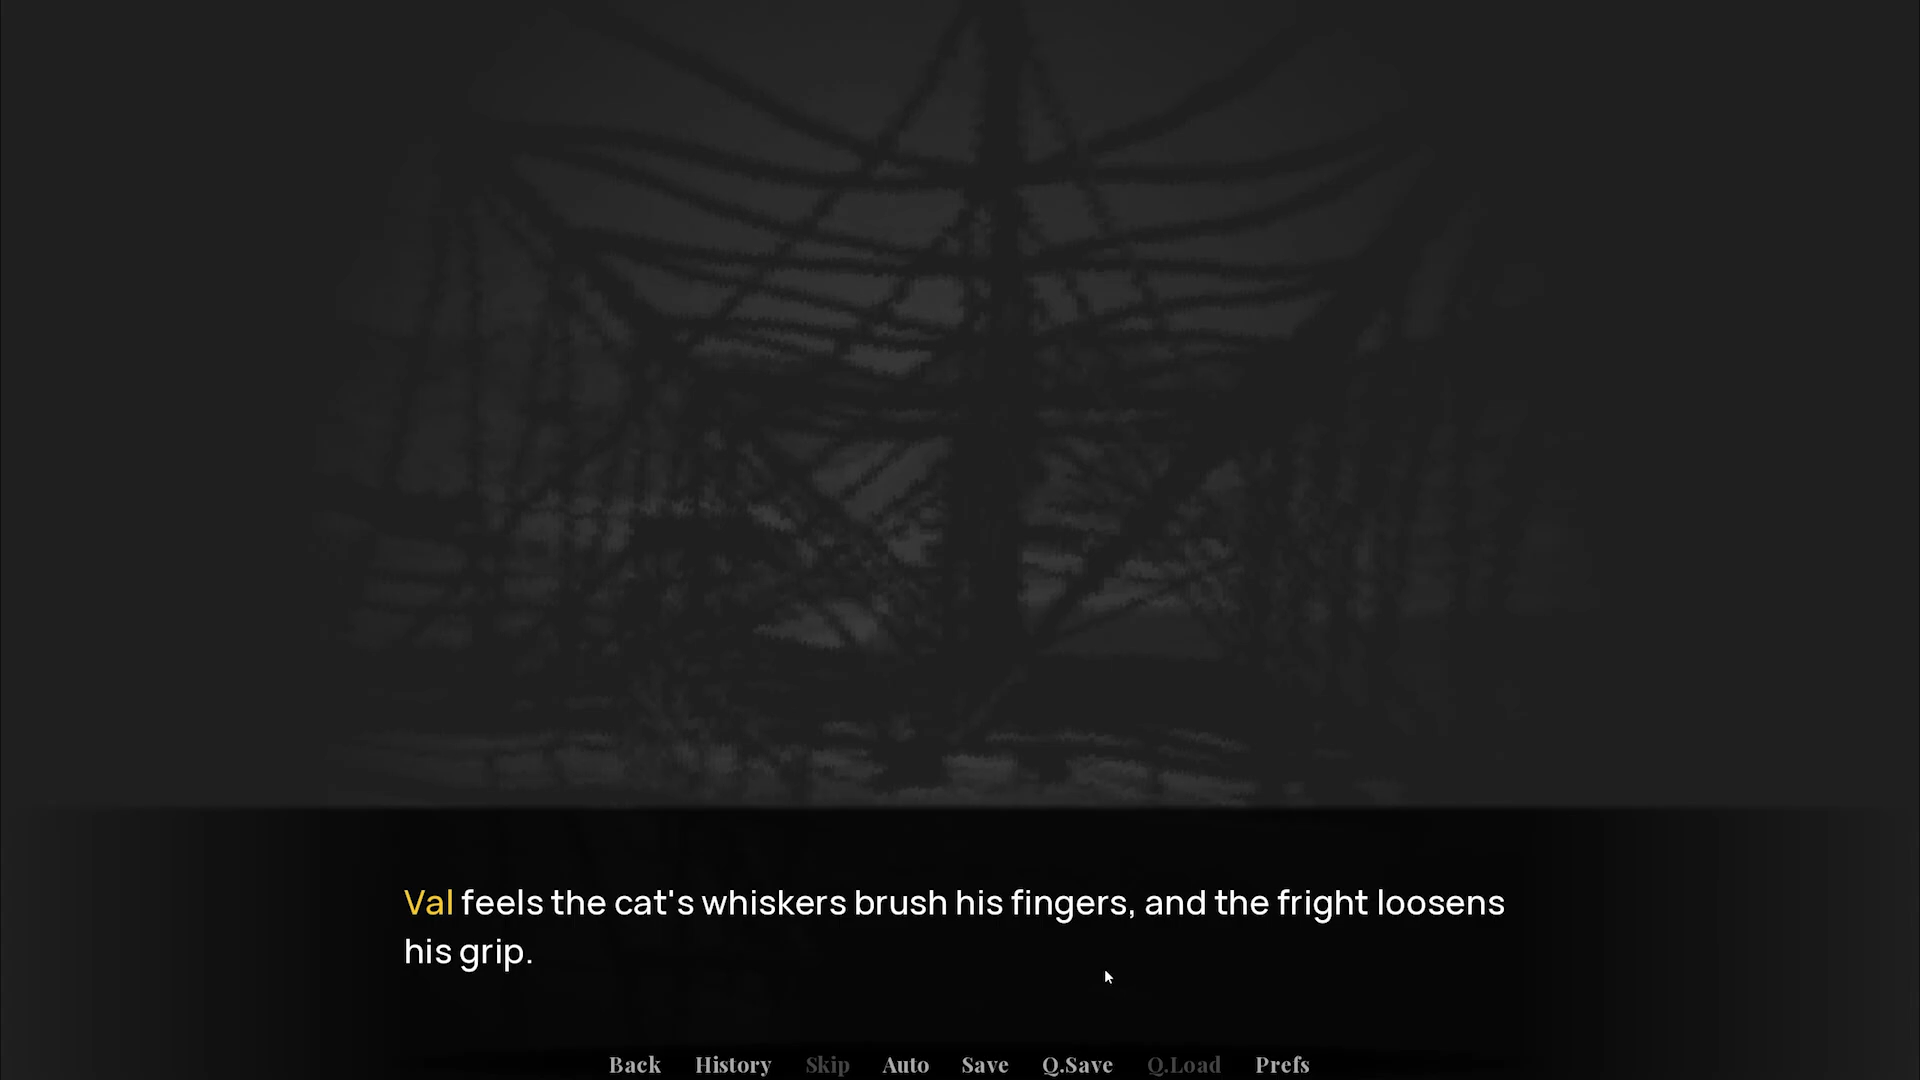 Val feels the cat's whiskers brush his fingers, and the fright loosens
his grip.
Back History Skip Auto Save Q.Save Q.Load Prefs